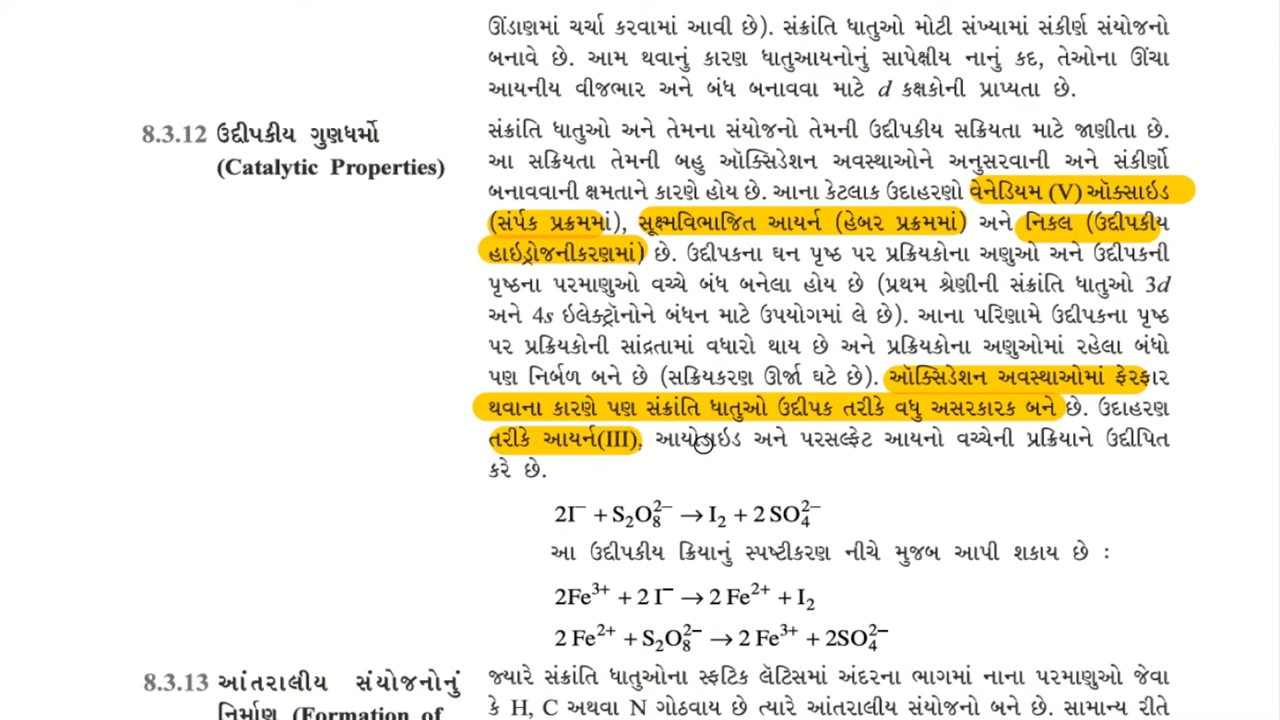 ઊંડાણમાં ચર્ચા કરવામાં આવી છે). સંક્રાંતિ ધાતુઓ મોટી સંખ્યામાં સંકીર્ણ સંયોજનો
બનાવે છે. આમ થવાનું કારણ ધાતુઆયનોનું સાપેક્ષીય નાનું કદ, તેઓના ઊંચા
આયનીય વીજભાર અને બંધ બનાવવા માટે d કક્ષકોની પ્રાપ્યતા છે.
8.3.12 ઉદ્દીપકીય ગુણધર્મો
(Catalytic Properties)
સંક્રાંતિ ધાતુઓ અને તેમના સંયોજનો તેમની ઉદ્દીપકીય સક્રિયતા માટે જાણીતા છે.
આ સક્રિયતા તેમની બહુ ઑક્સિડેશન અવસ્થાઓને અનુસરવાની અને સંકીર્ણો
બનાવવાની ક્ષમતાને કારણે હોય છે. આના કેટલાક ઉદાહરણો વેનેડિયમ (V) ઑક્સાઇડ
(સંર્પક પ્રક્રમમાં), સૂક્ષ્મવિભાજિત આયર્ન (હેબર પ્રક્રમમાં) અને નિકલ (ઉદ્દીપકીય
હાઇડ્રોજનીકરણમાં) છે. ઉદ્દીપકના ઘન પૃષ્ઠ પર પ્રક્રિયકોના અણુઓ અને ઉદ્દીપકની
પૃષ્ઠના પરમાણુઓ વચ્ચે બંધ બનેલા હોય છે (પ્રથમ શ્રેણીની સંક્રાંતિ ધાતુઓ 3d
અને 4s ઇલેક્ટ્રૉનોને બંધન માટે ઉપયોગમાં લે છે). આના પરિણામે ઉદ્દીપકના પૃષ્ઠ
પર પ્રક્રિયકોની સાંદ્રતામાં વધારો થાય છે અને પ્રક્રિયકોના અણુઓમાં રહેલા બંધો
પણ નિર્બળ બને છે (સક્રિયકરણ ઊર્જા ઘટે છે). ઑક્સિડેશન અવસ્થાઓમાં ફેરફાર
થવાના કારણે પણ સંક્રાંતિ ધાતુઓ ઉદ્દીપક તરીકે વધુ અસરકારક બને છે. ઉદાહરણ
તરીકે આયર્ન(III), આયોડાઇડ અને પરસલ્ફેટ આયનો વચ્ચેની પ્રક્રિયાને ઉદ્દીપિત
કરે છે.
2I⁻ + S₂O₈²⁻ → I₂ + 2 SO₄²⁻
આ ઉદ્દીપકીય ક્રિયાનું સ્પષ્ટીકરણ નીચે મુજબ આપી શકાય છે :
2Fe³⁺ + 2 I⁻ → 2 Fe²⁺ + I₂
2 Fe²⁺ + S₂O₈²⁻ → 2 Fe³⁺ + 2SO₄²⁻
8.3.13 આંતરાલીય સંયોજનોનું
નિર્માણ (Formation of
જ્યારે સંક્રાંતિ ધાતુઓના સ્ફટિક લૅટિસમાં અંદરના ભાગમાં નાના પરમાણુઓ જેવા
કે H, C અથવા N ગોઠવાય છે ત્યારે આંતરાલીય સંયોજનો બને છે. સામાન્ય રીતે